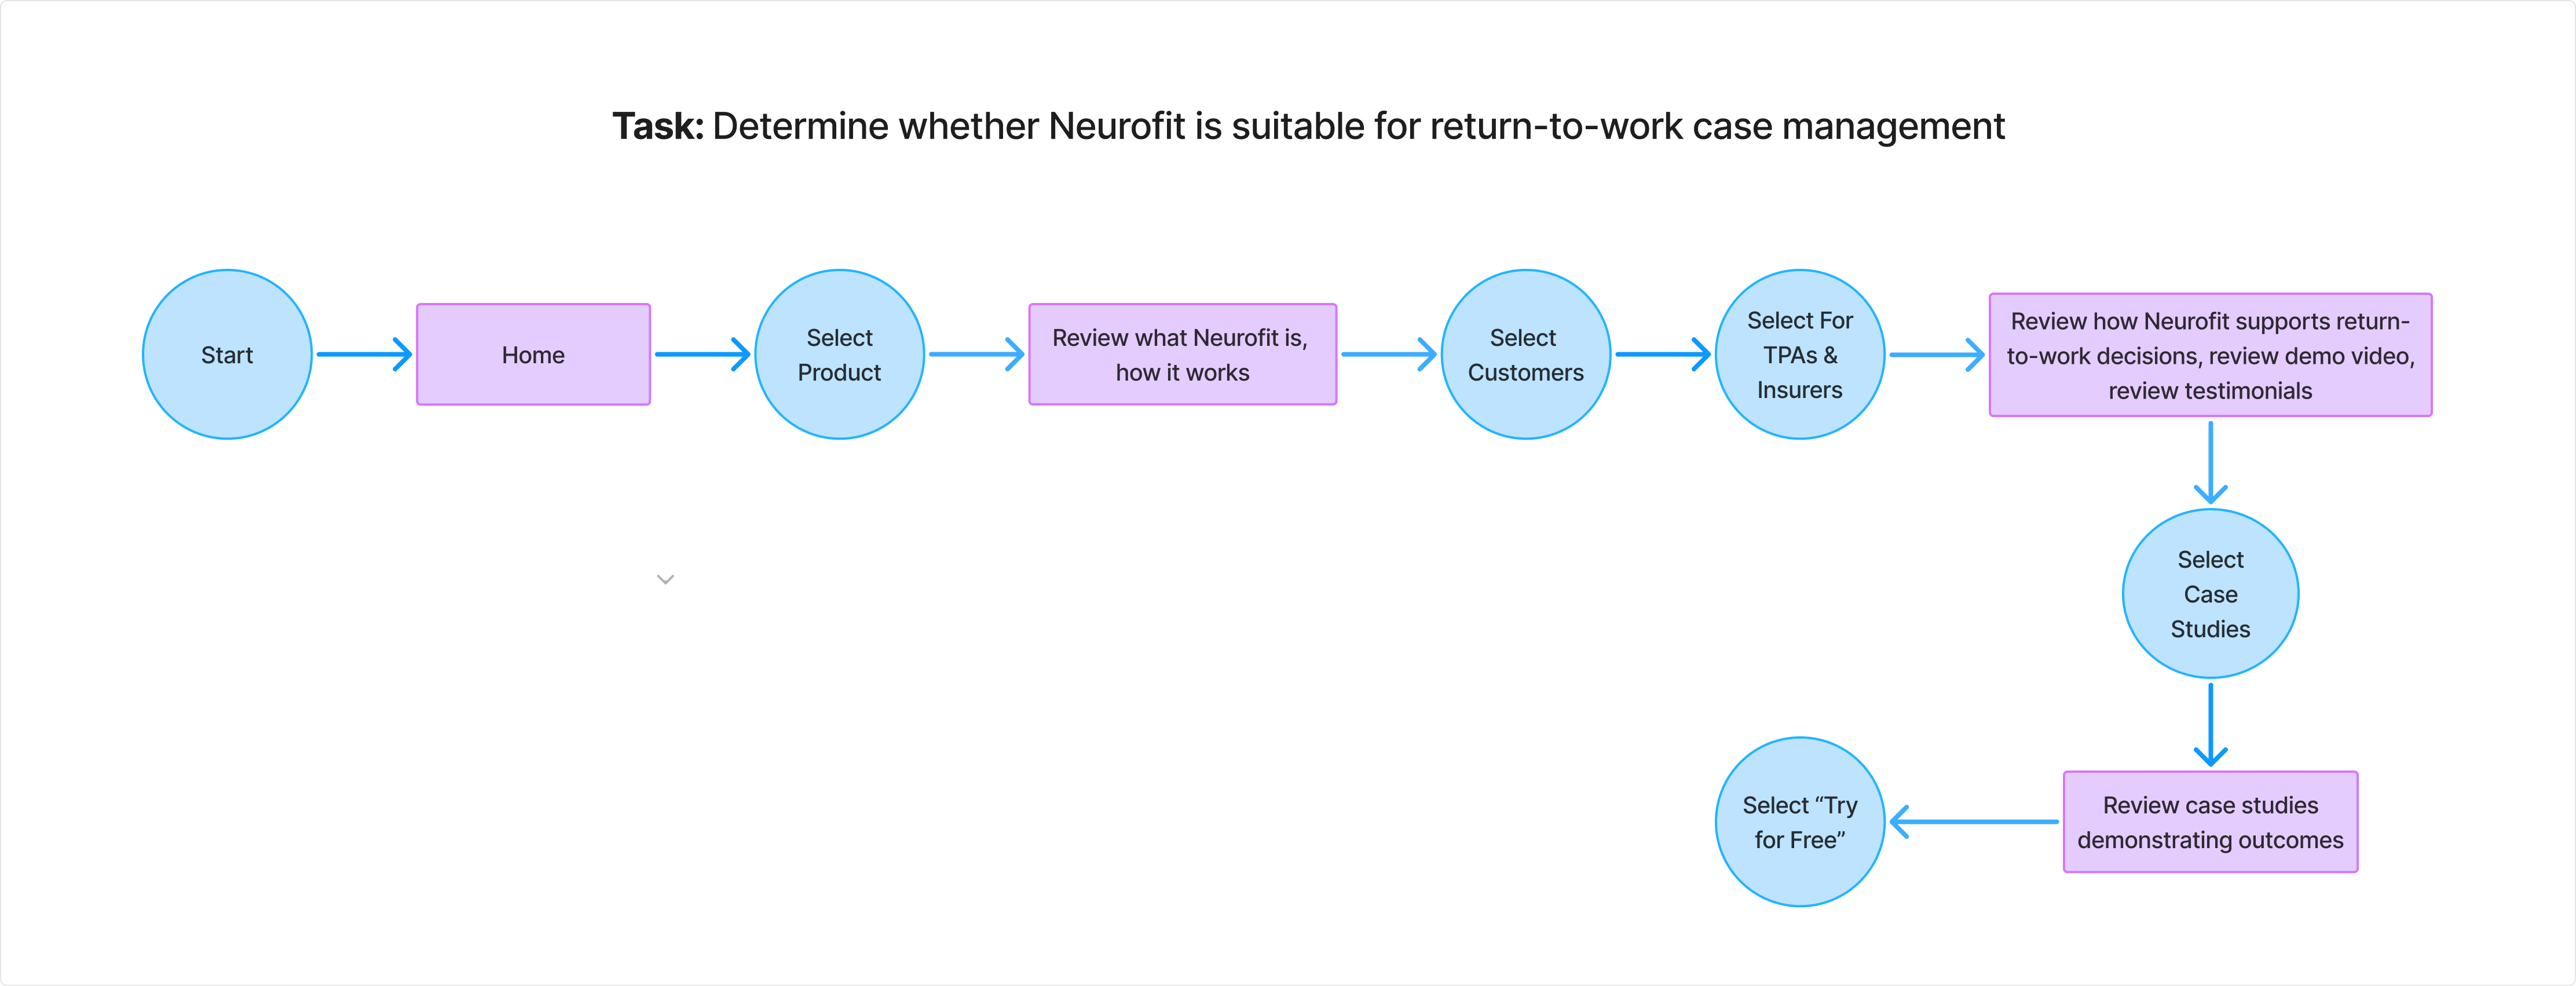 Task: Determine whether Neurofit is suitable for return-to-work case management
Start
Home
Select
Product
Review what Neurofit is,
how it works
Select
Customers
Select For
TPAs &
Insurers
Review how Neurofit supports return-
to-work decisions, review demo video,
review testimonials
Select
Case
Studies
Review case studies
demonstrating outcomes
Select “Try
for Free”